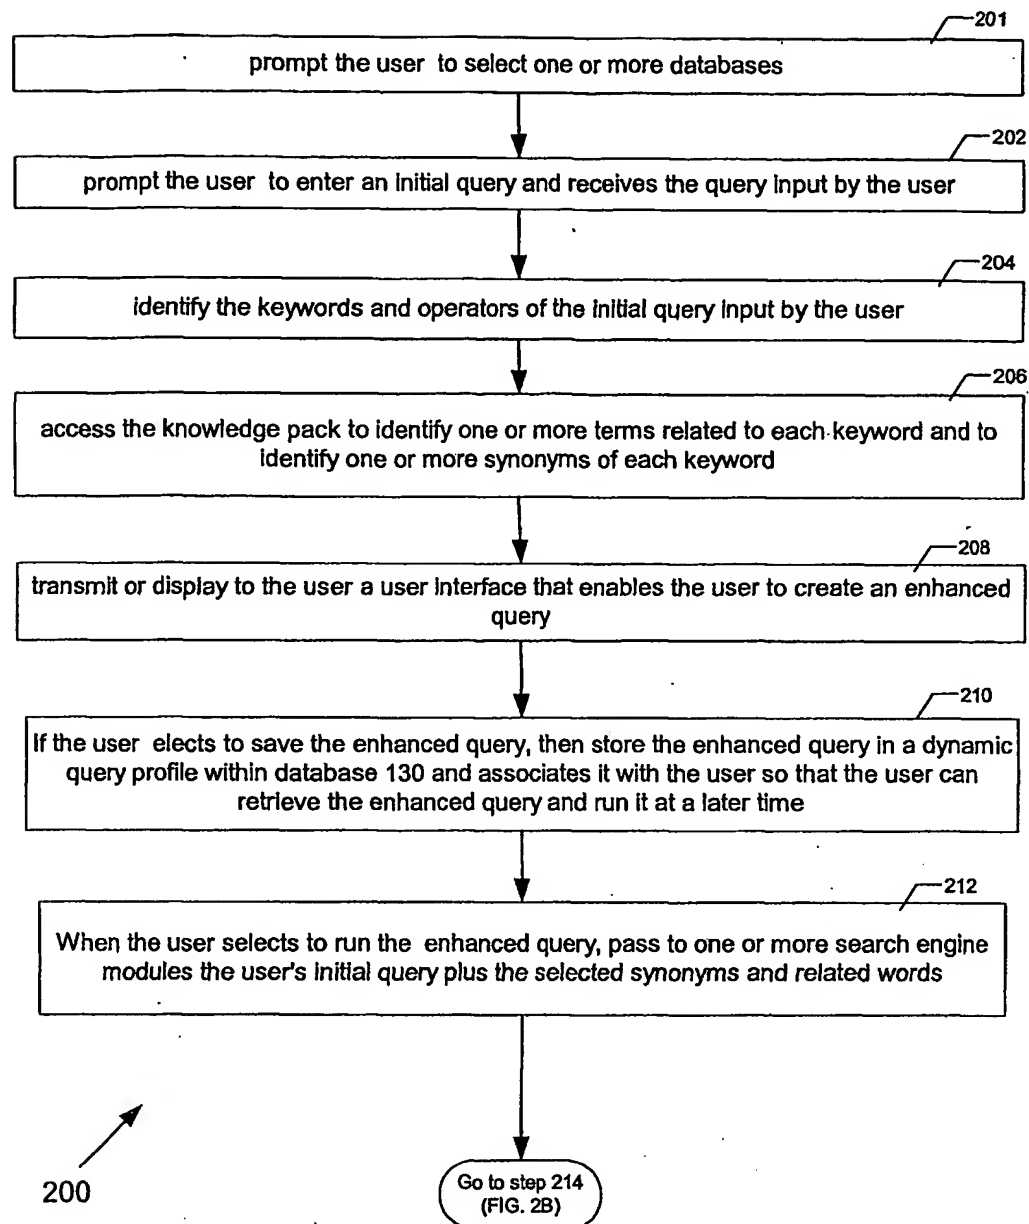 201
prompt the user to select one or more databases
202
prompt the user to enter an initial query and receives the query input by the user
204
identify the keywords and operators of the initial query input by the user
206
access the knowledge pack to identify one or more terms related to each keyword and to
identify one or more synonyms of each keyword
208
transmit or display to the user a user interface that enables the user to create an enhanced
query
210
If the user elects to save the enhanced query, then store the enhanced query in a dynamic
query profile within database 130 and associates it with the user so that the user can
retrieve the enhanced query and run it at a later time
212
When the user selects to run the enhanced query, pass to one or more search engine
modules the user's initial query plus the selected synonyms and related words
200
Go to step 214
(FIG. 2B)